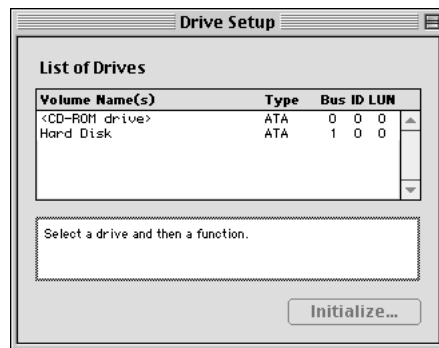 Drive Setup
List of Drives
Volume Name(s) Type Bus ID LUN
<CD-ROM drive> ATA 0 0 0
Hard Disk ATA 1 0 0
Select a drive and then a function.
Initialize...